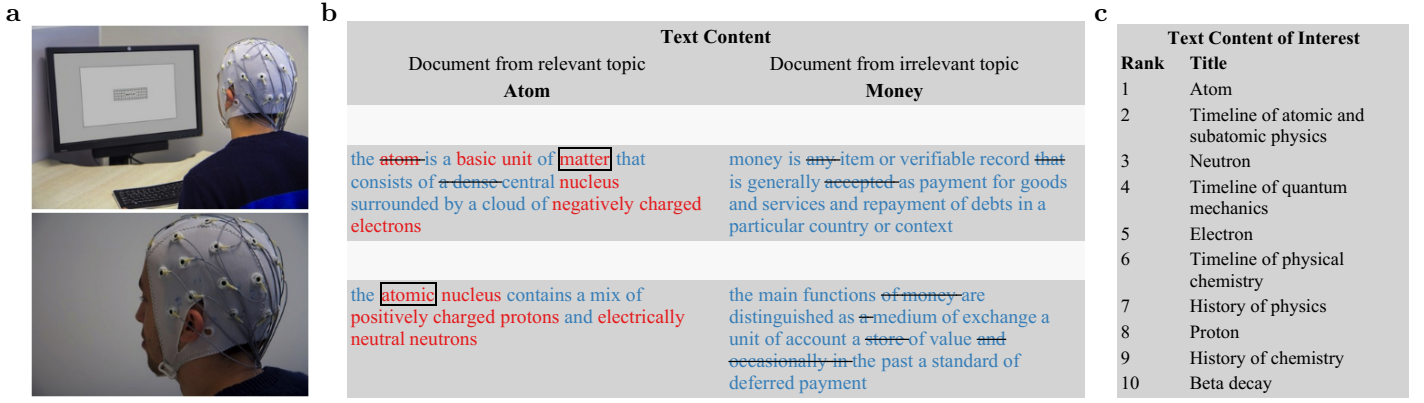 a
b
Text Content
Document from relevant topic
Document from irrelevant topic
Atom
Money
the atom is a basic unit of matter that
consists of a dense central nucleus
surrounded by a cloud of negatively charged
electrons
money is any item or verifiable record that
is generally accepted as payment for goods
and services and repayment of debts in a
particular country or context
the atomic nucleus contains a mix of
positively charged protons and electrically
neutral neutrons
the main functions of money are
distinguished as a medium of exchange a
unit of account a store of value and
occasionally in the past a standard of
deferred payment
c
Text Content of Interest
Rank Title
1 Atom
2 Timeline of atomic and
subatomic physics
3 Neutron
4 Timeline of quantum
mechanics
5 Electron
6 Timeline of physical
chemistry
7 History of physics
8 Proton
9 History of chemistry
10 Beta decay